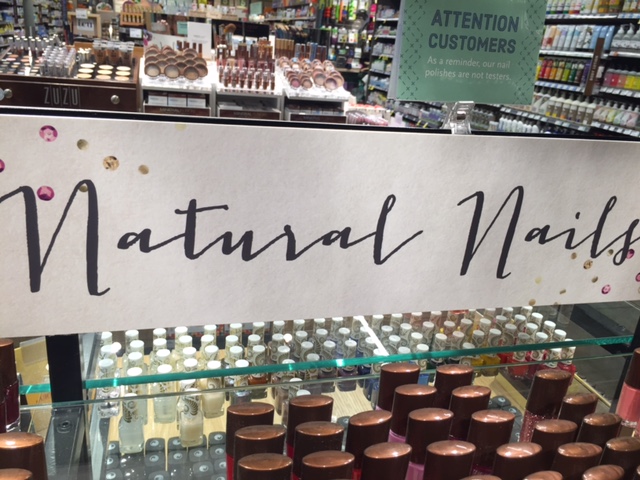 ATTENTION
CUSTOMERS
As a reminder, our nail
polishes are not testers.
ZUZU
Natural Nails